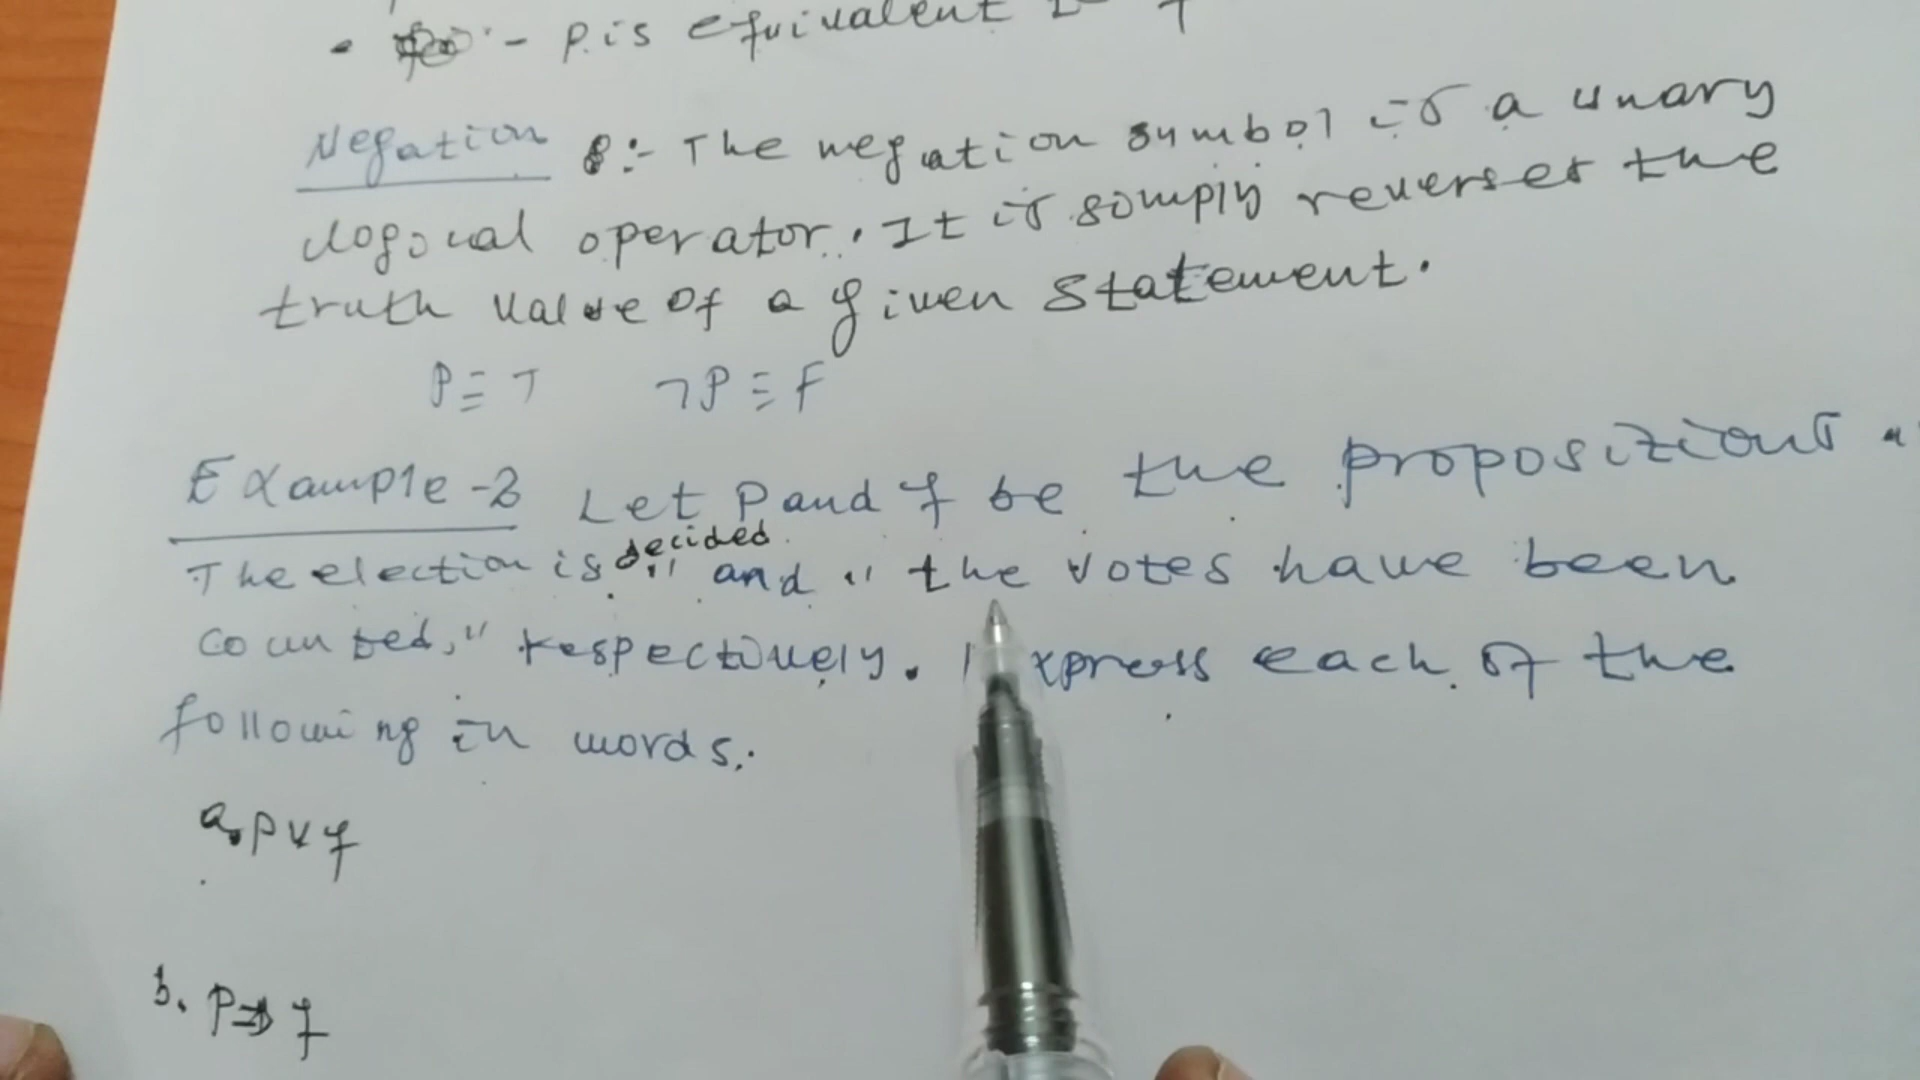 - p is equivalent
Negation :- The negation symbol is a unary
logical operator. It is simply reverses the
truth value of a given statement.
P ≡ T ¬P ≡ F
Example-2 Let P and q be the propositions "
The election is decided" and " the votes have been
counted," respectively. Express each of the
following in words.
a. p ∨ q
b. P ⇒ q